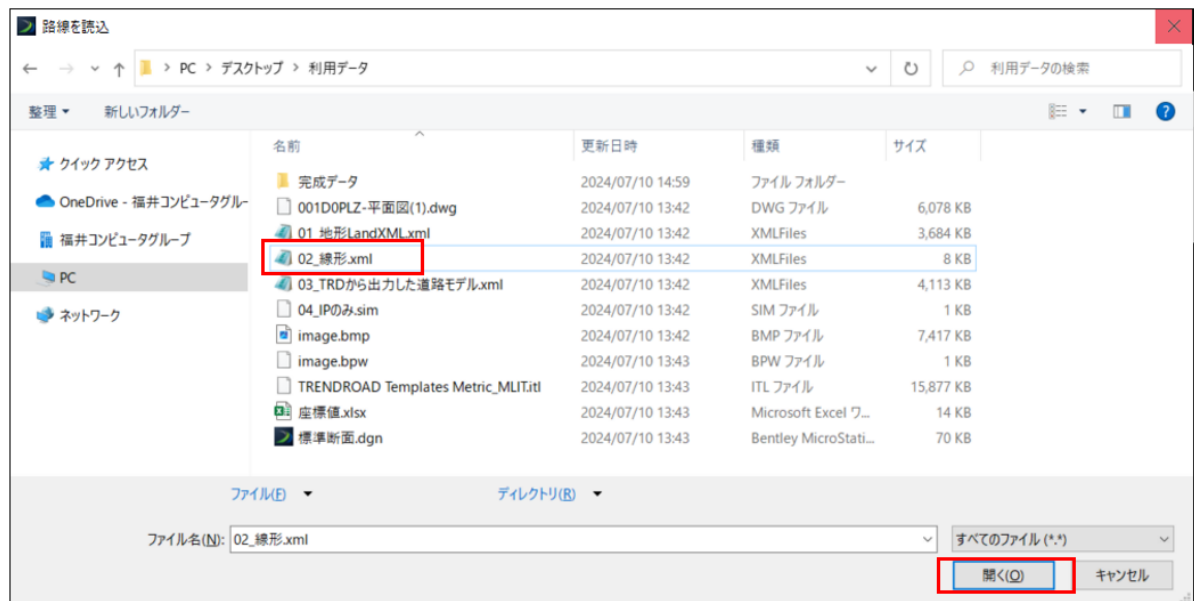 路線を読込
PC > デスクトップ > 利用データ
利用データの検索
整理 新しいフォルダー
名前 更新日時 種類 サイズ
クイック アクセス
OneDrive - 福井コンピュータグルー
福井コンピュータグループ
PC
ネットワーク
完成データ 2024/07/10 14:59 ファイル フォルダー
001D0PLZ-平面図(1).dwg 2024/07/10 13:42 DWG ファイル 6,078 KB
01_地形LandXML.xml 2024/07/10 13:42 XMLFiles 3,684 KB
02_線形.xml 2024/07/10 13:42 XMLFiles 8 KB
03_TRDから出力した道路モデル.xml 2024/07/10 13:42 XMLFiles 4,113 KB
04_IPのみ.sim 2024/07/10 13:42 SIM ファイル 1 KB
image.bmp 2024/07/10 13:42 BMP ファイル 7,417 KB
image.bpw 2024/07/10 13:43 BPW ファイル 1 KB
TRENDROAD Templates Metric_MLIT.itl 2024/07/10 13:43 ITL ファイル 15,877 KB
座標値.xlsx 2024/07/10 13:43 Microsoft Excel ワ... 14 KB
標準断面.dgn 2024/07/10 13:43 Bentley MicroStati... 70 KB
ファイル(F) ディレクトリ(R)
ファイル名(N): 02_線形.xml すべてのファイル (*.*)
開く(O) キャンセル